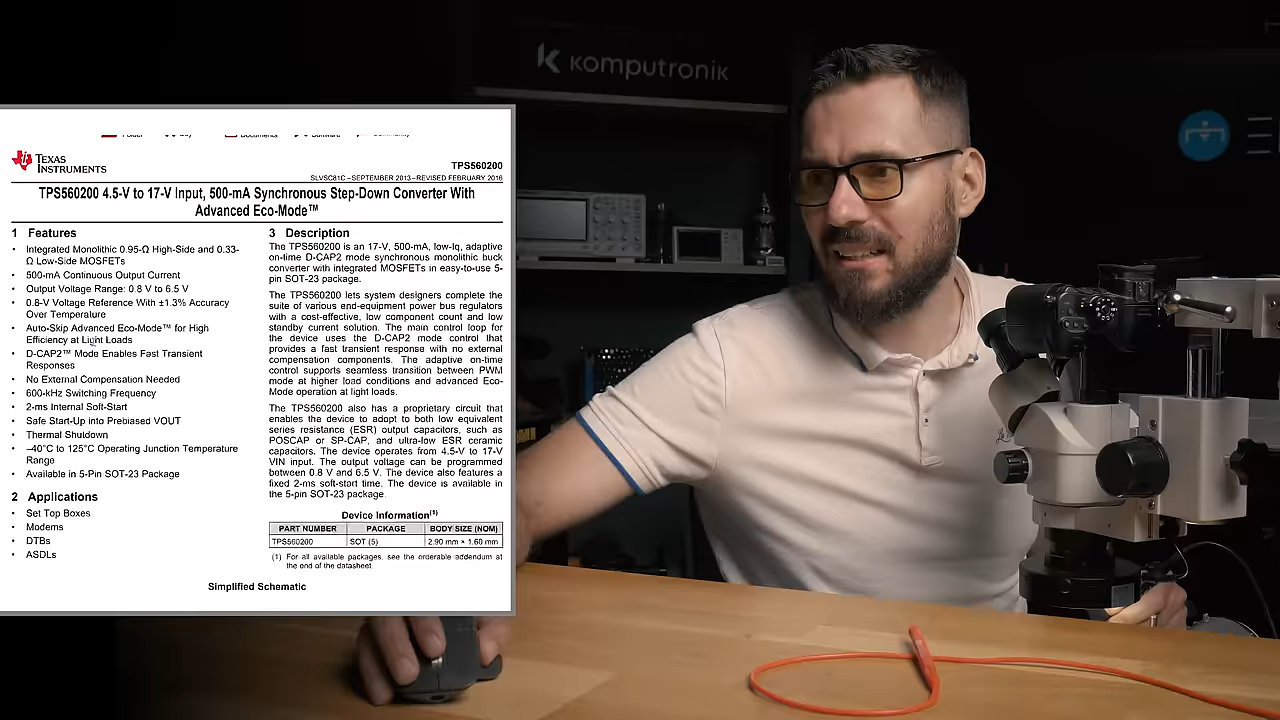 komputronik
Folder
Buy
Documents
Software
Community
TEXAS
INSTRUMENTS
TPS560200
SLVSC81C –SEPTEMBER 2013–REVISED FEBRUARY 2016
TPS560200 4.5-V to 17-V Input, 500-mA Synchronous Step-Down Converter With
Advanced Eco-Mode™
1 Features
• Integrated Monolithic 0.95-Ω High-Side and 0.33-
Ω Low-Side MOSFETs
• 500-mA Continuous Output Current
• Output Voltage Range: 0.8 V to 6.5 V
• 0.8-V Voltage Reference With ±1.3% Accuracy
Over Temperature
• Auto-Skip Advanced Eco-Mode™ for High
Efficiency at Light Loads
• D-CAP2™ Mode Enables Fast Transient
Responses
• No External Compensation Needed
• 600-kHz Switching Frequency
• 2-ms Internal Soft-Start
• Safe Start-Up into Prebiased VOUT
• Thermal Shutdown
• –40°C to 125°C Operating Junction Temperature
Range
• Available in 5-Pin SOT-23 Package
2 Applications
• Set Top Boxes
• Modems
• DTBs
• ASDLs
3 Description
The TPS560200 is an 17-V, 500-mA, low-Iq, adaptive
on-time D-CAP2 mode synchronous monolithic buck
converter with integrated MOSFETs in easy-to-use 5-
pin SOT-23 package.
The TPS560200 lets system designers complete the
suite of various end-equipment power bus regulators
with a cost-effective, low component count and low
standby current solution. The main control loop for
the device uses the D-CAP2 mode control that
provides a fast transient response with no external
compensation components. The adaptive on-time
control supports seamless transition between PWM
mode at higher load conditions and advanced Eco-
Mode operation at light loads.
The TPS560200 also has a proprietary circuit that
enables the device to adopt to both low equivalent
series resistance (ESR) output capacitors, such as
POSCAP or SP-CAP, and ultra-low ESR ceramic
capacitors. The device operates from 4.5-V to 17-V
VIN input. The output voltage can be programmed
between 0.8 V and 6.5 V. The device also features a
fixed 2-ms soft-start time. The device is available in
the 5-pin SOT-23 package.
Device Information(1)
PART NUMBER PACKAGE BODY SIZE (NOM)
TPS560200 SOT (5) 2.90 mm × 1.60 mm
(1) For all available packages, see the orderable addendum at
the end of the datasheet.
Simplified Schematic